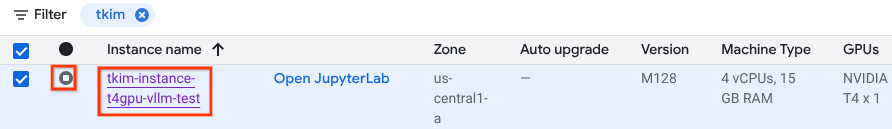 Filter tkim
Instance name Zone Auto upgrade Version Machine Type GPUs
tkim-instance- Open JupyterLab us- — M128 4 vCPUs, 15 NVIDIA
t4gpu-vllm-test central1- GB RAM T4 x 1
a